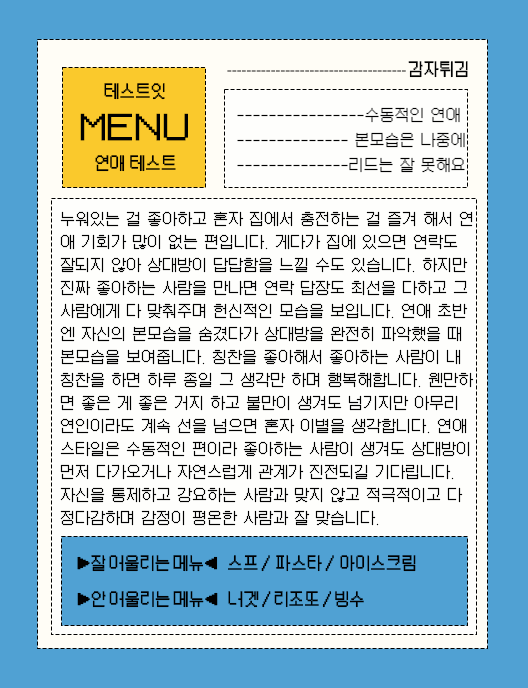 테스트잇
MENU
연애 테스트
------------------------------------감자튀김
----------------수동적인 연애
-------------- 본모습은 나중에
--------------리드는 잘 못해요
누워있는 걸 좋아하고 혼자 집에서 충전하는 걸 즐겨 해서 연
애 기회가 많이 없는 편입니다. 게다가 집에 있으면 연락도
잘되지 않아 상대방이 답답함을 느낄 수도 있습니다. 하지만
진짜 좋아하는 사람을 만나면 연락 답장도 최선을 다하고 그
사람에게 다 맞춰주며 헌신적인 모습을 보입니다. 연애 초반
엔 자신의 본모습을 숨겼다가 상대방을 완전히 파악했을 때
본모습을 보여줍니다. 칭찬을 좋아해서 좋아하는 사람이 내
칭찬을 하면 하루 종일 그 생각만 하며 행복해합니다. 웬만하
면 좋은 게 좋은 거지 하고 불만이 생겨도 넘기지만 아무리
연인이라도 계속 선을 넘으면 혼자 이별을 생각합니다. 연애
스타일은 수동적인 편이라 좋아하는 사람이 생겨도 상대방이
먼저 다가오거나 자연스럽게 관계가 진전되길 기다립니다.
자신을 통제하고 강요하는 사람과 맞지 않고 적극적이고 다
정다감하며 감정이 평온한 사람과 잘 맞습니다.
▶잘 어울리는 메뉴◀ 스프 / 파스타 / 아이스크림
▶안 어울리는 메뉴◀ 너겟 / 리조또 / 빙수